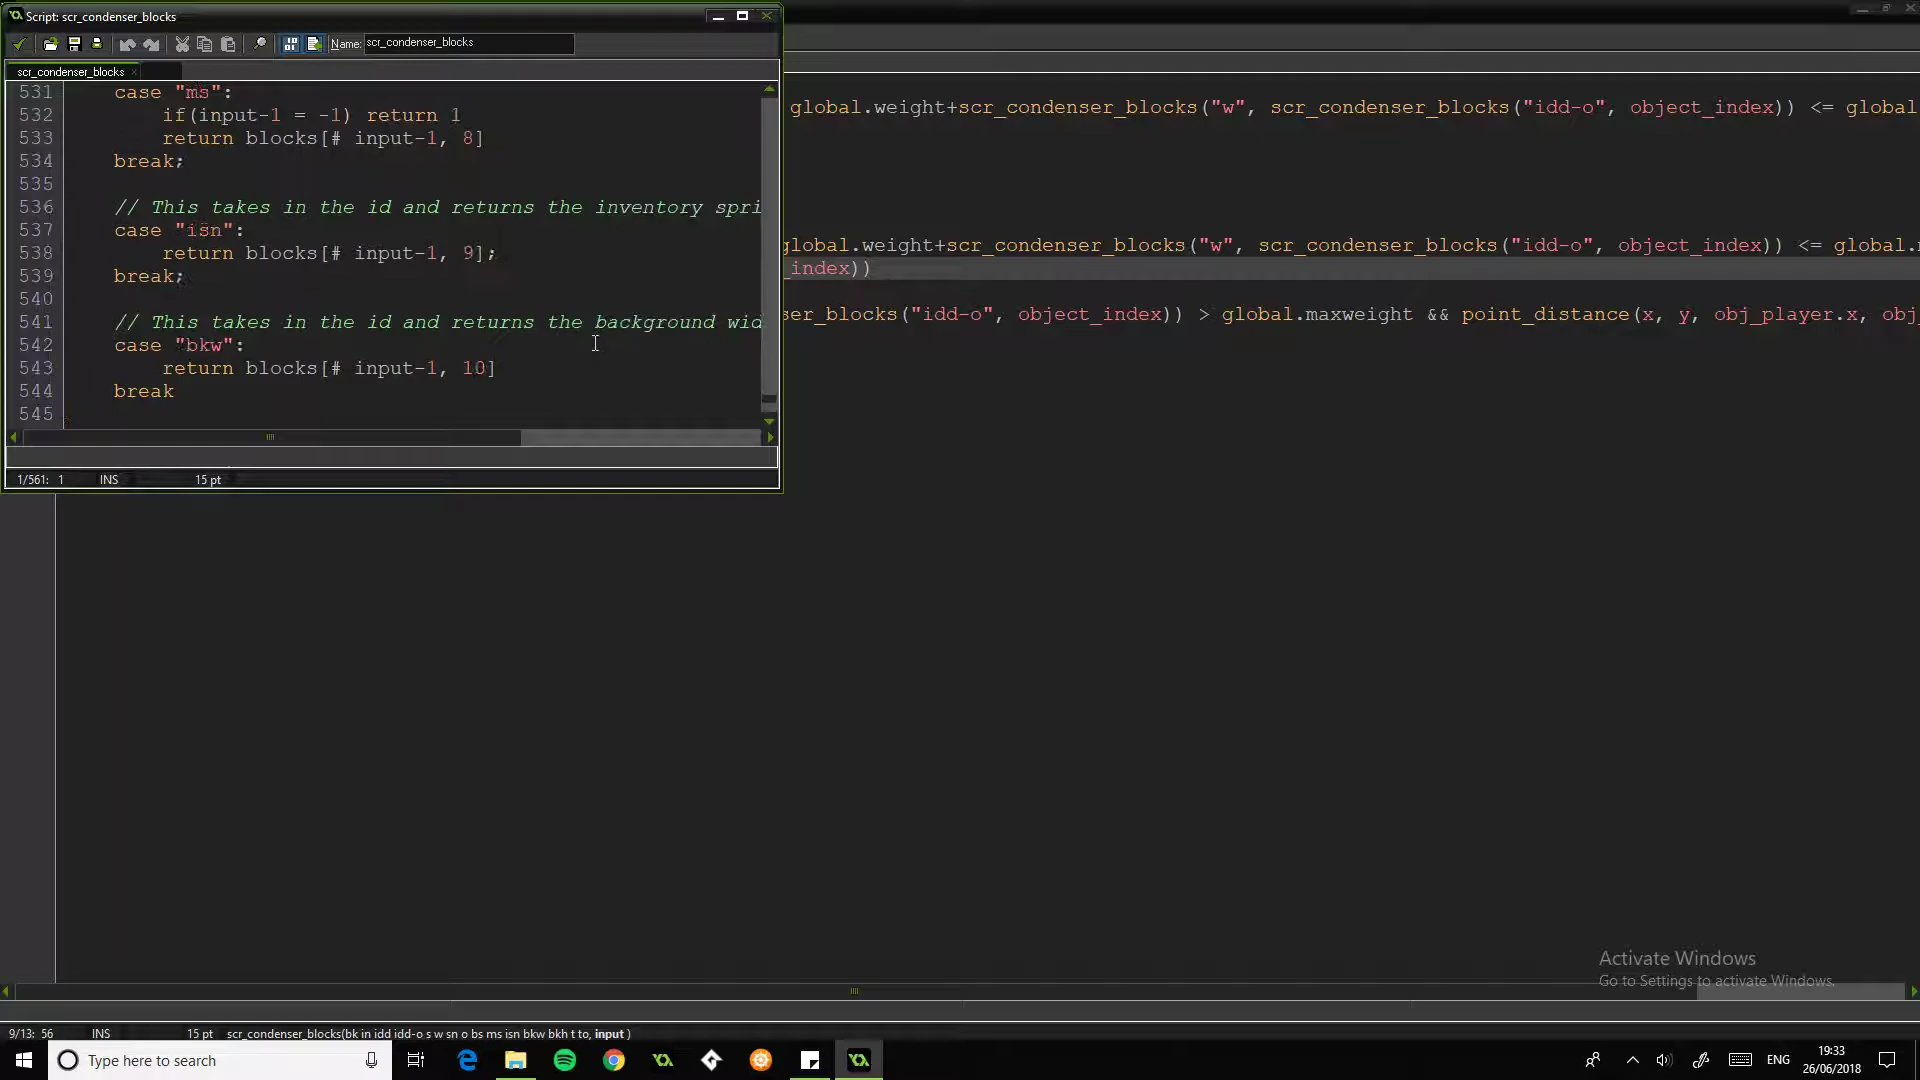 Script: scr_condenser_blocks
Name: scr_condenser_blocks
scr_condenser_blocks
531 case "ms":
532 if(input-1 = -1) return 1
533 return blocks[# input-1, 8]
534 break;
535
536 // This takes in the id and returns the inventory spri
537 case "isn":
538 return blocks[# input-1, 9];
539 break;
540
541 // This takes in the id and returns the background wid
542 case "bkw":
543 return blocks[# input-1, 10]
544 break
545
1/561: 1 INS 15 pt
global.weight+scr_condenser_blocks("w", scr_condenser_blocks("idd-o", object_index)) <= global
global.weight+scr_condenser_blocks("w", scr_condenser_blocks("idd-o", object_index)) <= global.
_index))
ser_blocks("idd-o", object_index)) > global.maxweight && point_distance(x, y, obj_player.x, obj_
Activate Windows
Go to Settings to activate Windows.
9/13: 56 INS 15 pt scr_condenser_blocks(bk in idd idd-o s w sn o bs ms isn bkw bkh t to, input )
Type here to search
ENG
19:33
26/06/2018